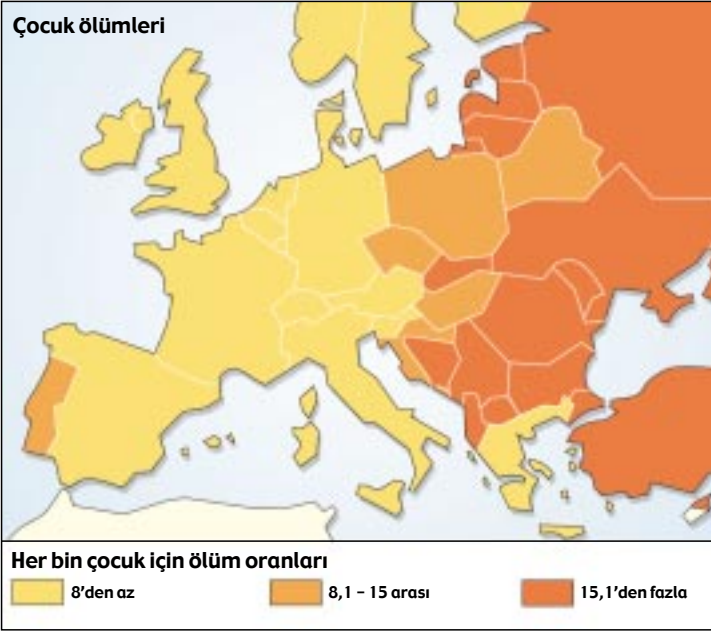 Çocuk ölümleri
Her bin çocuk için ölüm oranları
8'den az
8,1 – 15 arası
15,1'den fazla